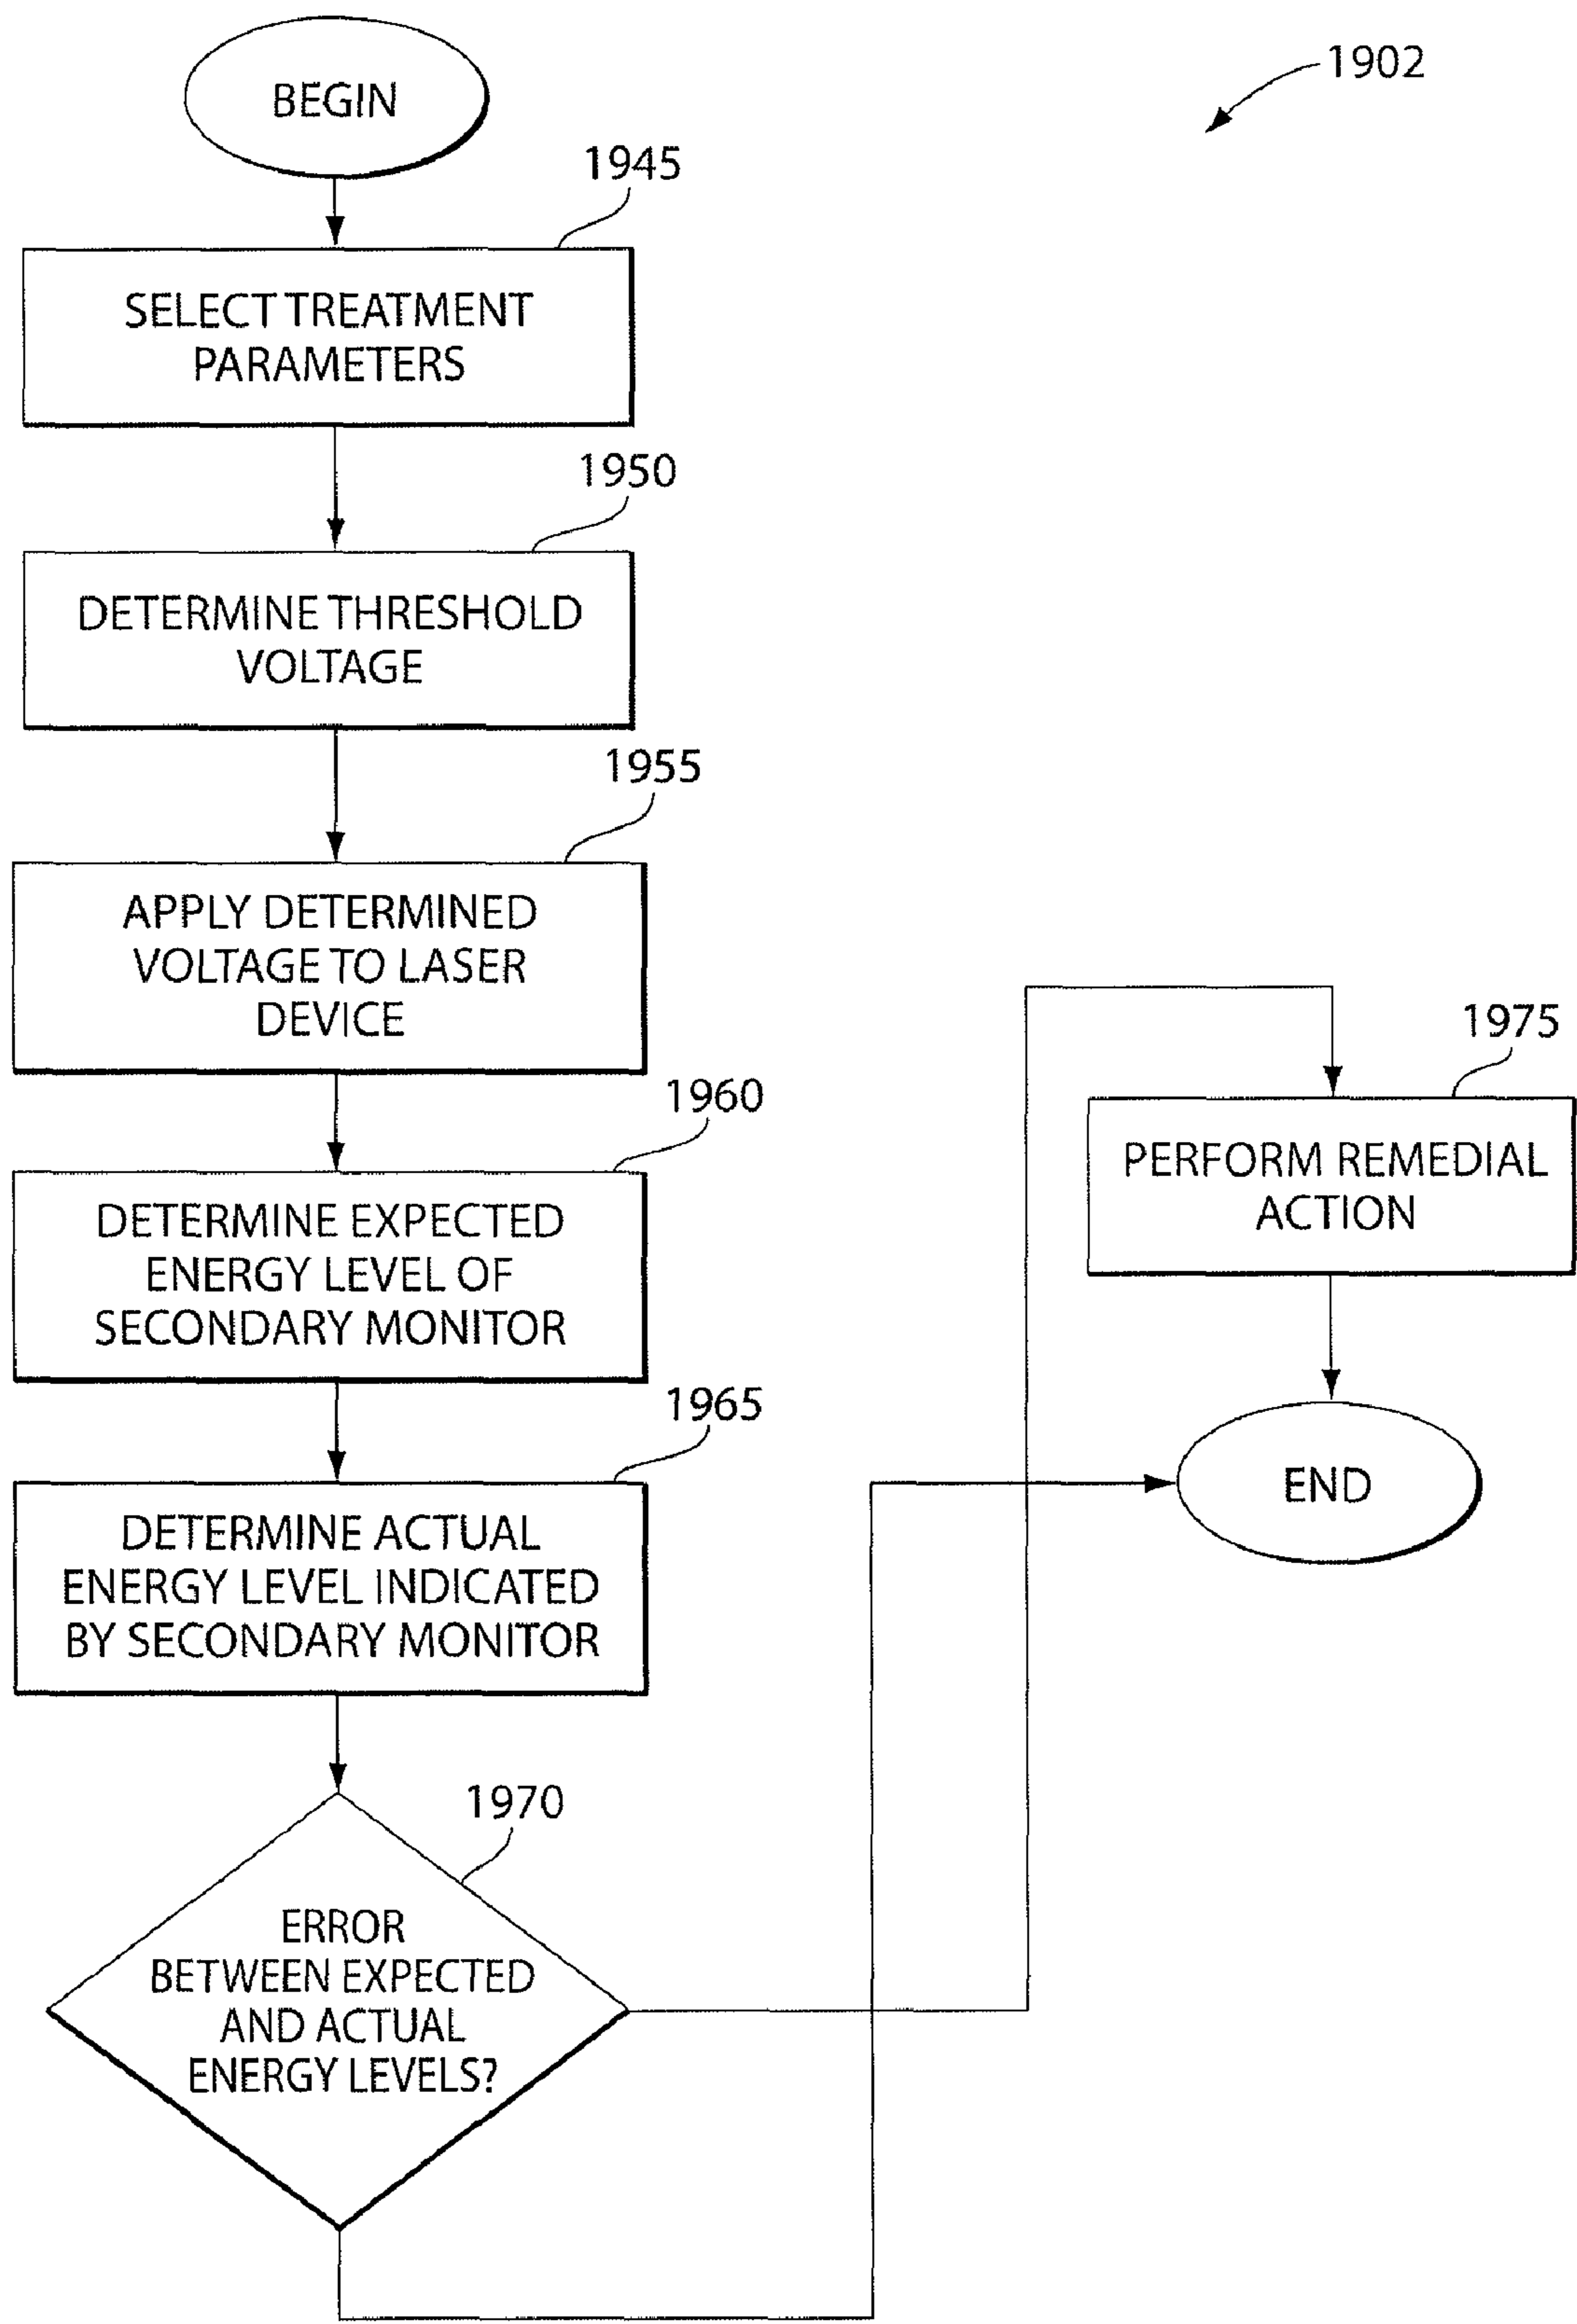 BEGIN
1902
1945
SELECT TREATMENT
PARAMETERS
1950
DETERMINE THRESHOLD
VOLTAGE
1955
APPLY DETERMINED
VOLTAGE TO LASER
DEVICE
1960
DETERMINE EXPECTED
ENERGY LEVEL OF
SECONDARY MONITOR
1965
DETERMINE ACTUAL
ENERGY LEVEL INDICATED
BY SECONDARY MONITOR
1970
ERROR
BETWEEN EXPECTED
AND ACTUAL
ENERGY LEVELS?
1975
PERFORM REMEDIAL
ACTION
END